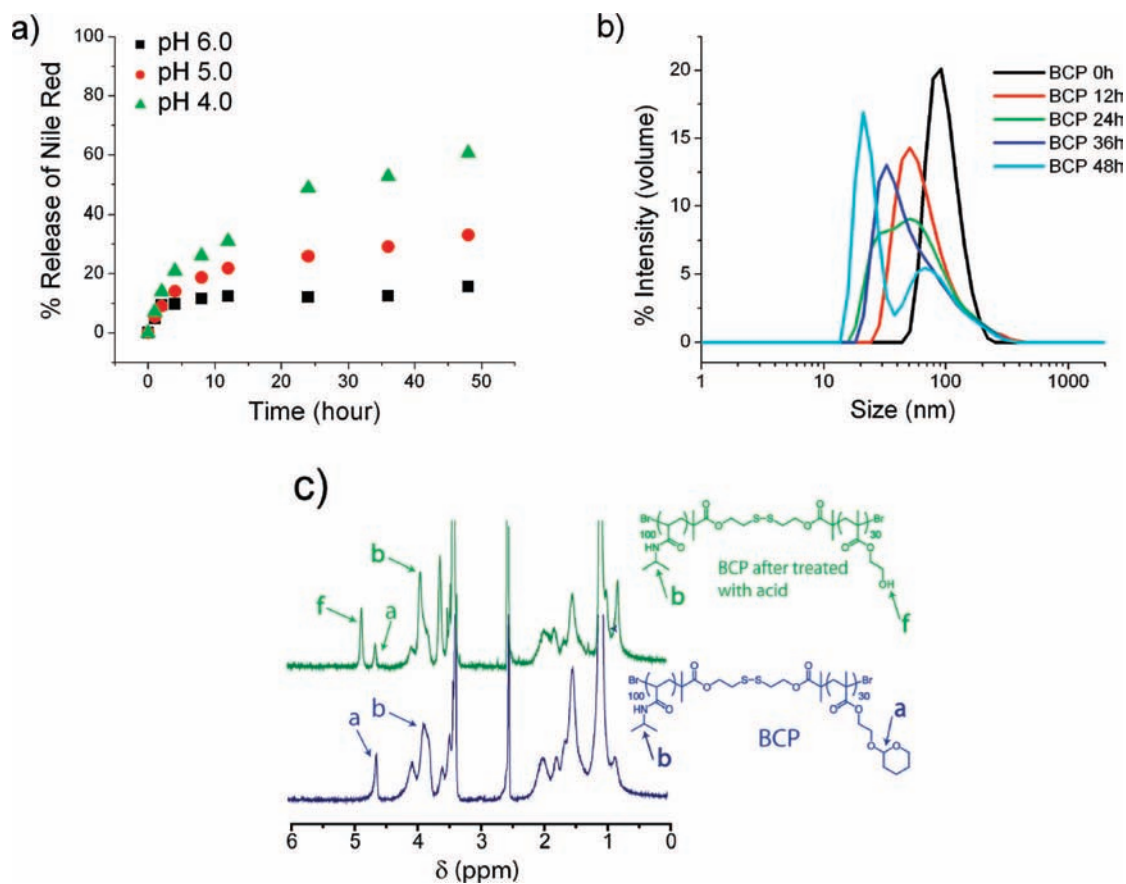 a)
pH 6.0
pH 5.0
pH 4.0
% Release of Nile Red
100
80
60
40
20
0
0 10 20 30 40 50
Time (hour)
b)
BCP 0h
BCP 12h
BCP 24h
BCP 36h
BCP 48h
% Intensity (volume)
20
15
10
5
0
1 10 100 1000
Size (nm)
c)
b
f
a
Br
100
HN
O
O
O
S-S
O
O
Br
30
O
O
OH
BCP after treated
with acid
b
f
a
b
Br
100
HN
O
O
O
S-S
O
O
Br
30
O
O
a
O
O
BCP
b
6 5 4 3 2 1 0
δ (ppm)